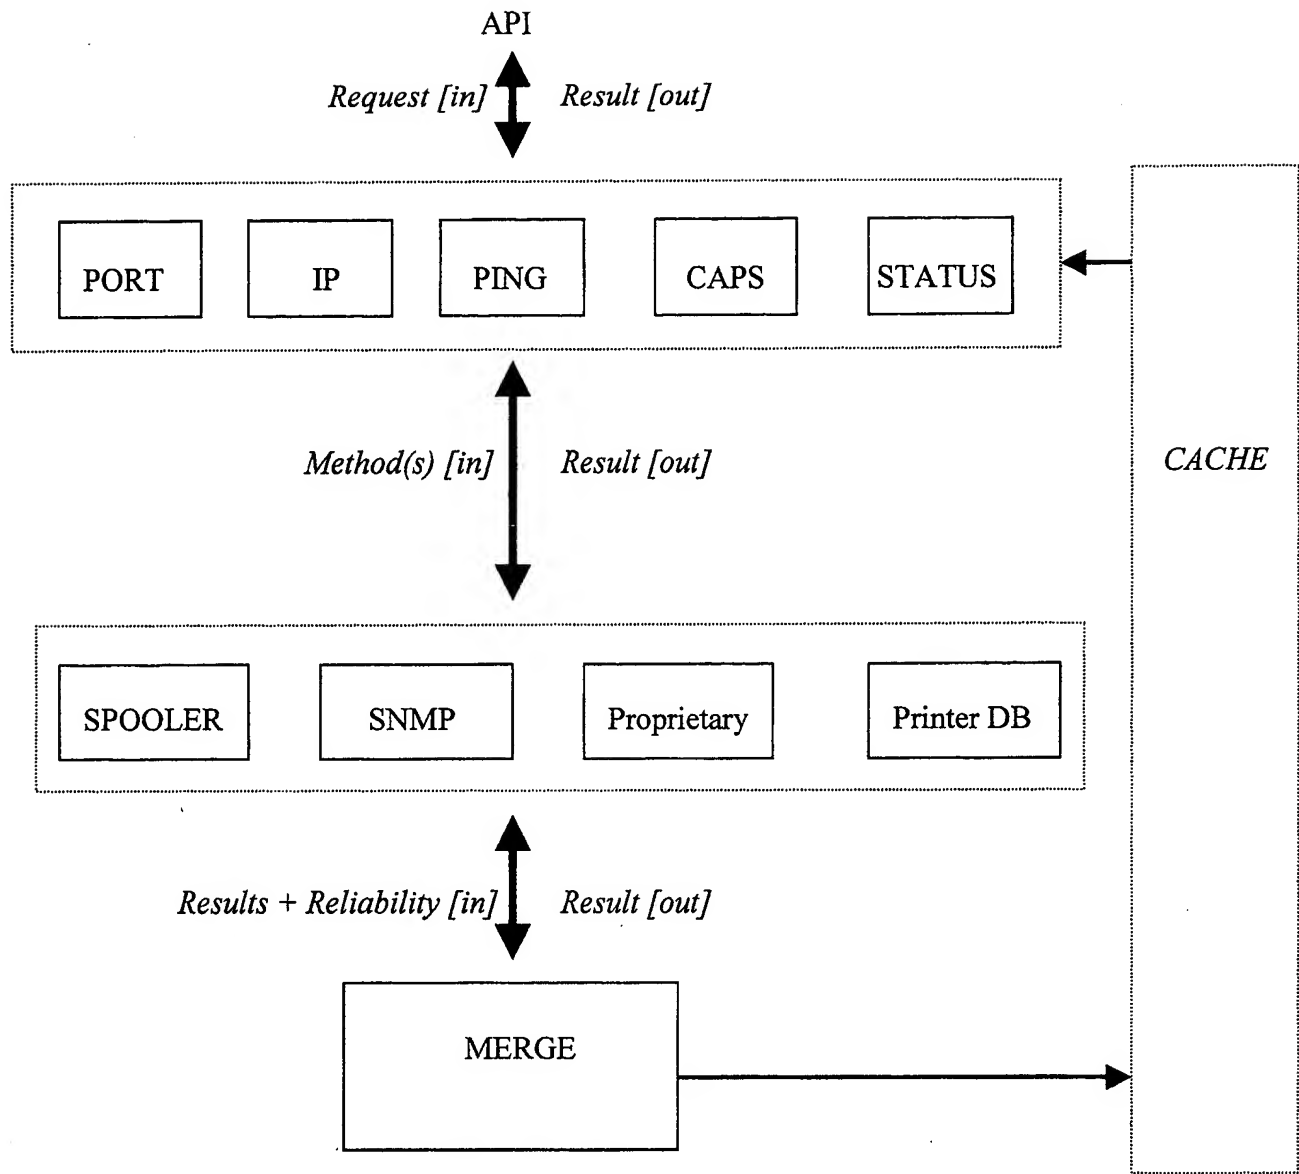 API
Request [in] Result [out]
PORT IP PING CAPS STATUS
Method(s) [in] Result [out]
CACHE
SPOOLER SNMP Proprietary Printer DB
Results + Reliability [in] Result [out]
MERGE